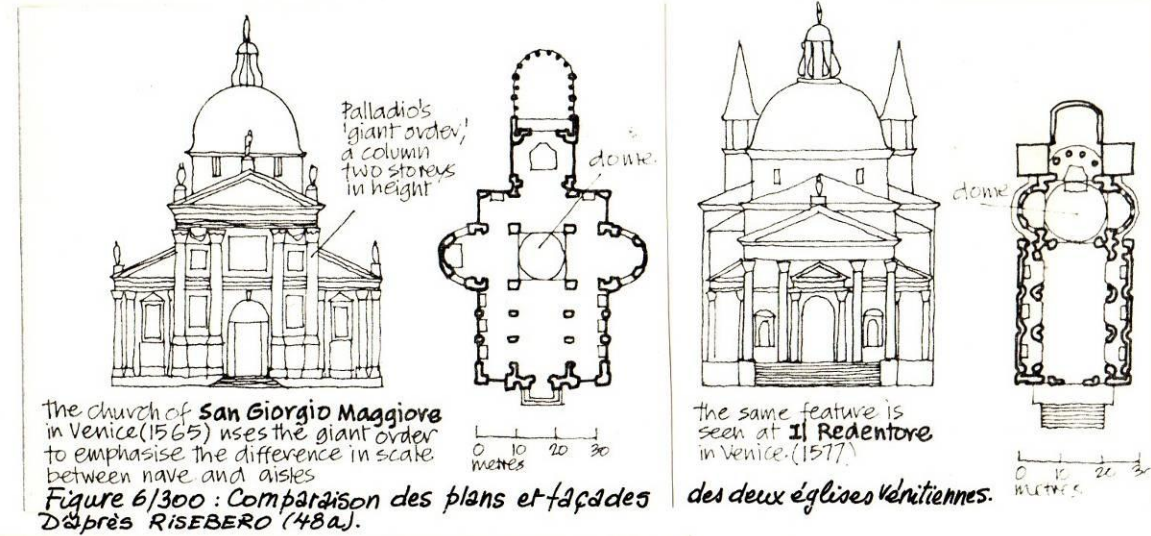 Palladio's
'giant order,'
a column
two storeys
in height
dome.
The church of San Giorgio Maggiore
in Venice (1565) uses the giant order
to emphasise the difference in scale
between nave and aisles
0 10 20 30
metres
dome
the same feature is
seen at Il Redentore
in Venice. (1577)
0 10 20 30
metres.
Figure 6/300 : Comparaison des plans et façades des deux églises vénitiennes.
D'après RISEBERO (48a).